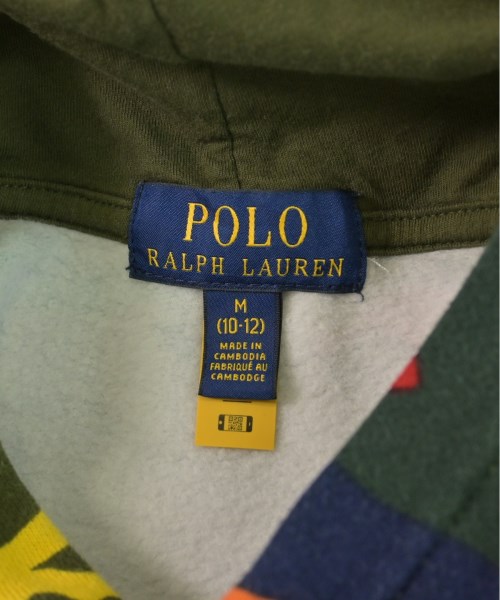 POLO
RALPH LAUREN
M
(10-12)
MADE IN
CAMBODIA
FABRIQUÉ AU
CAMBODGE